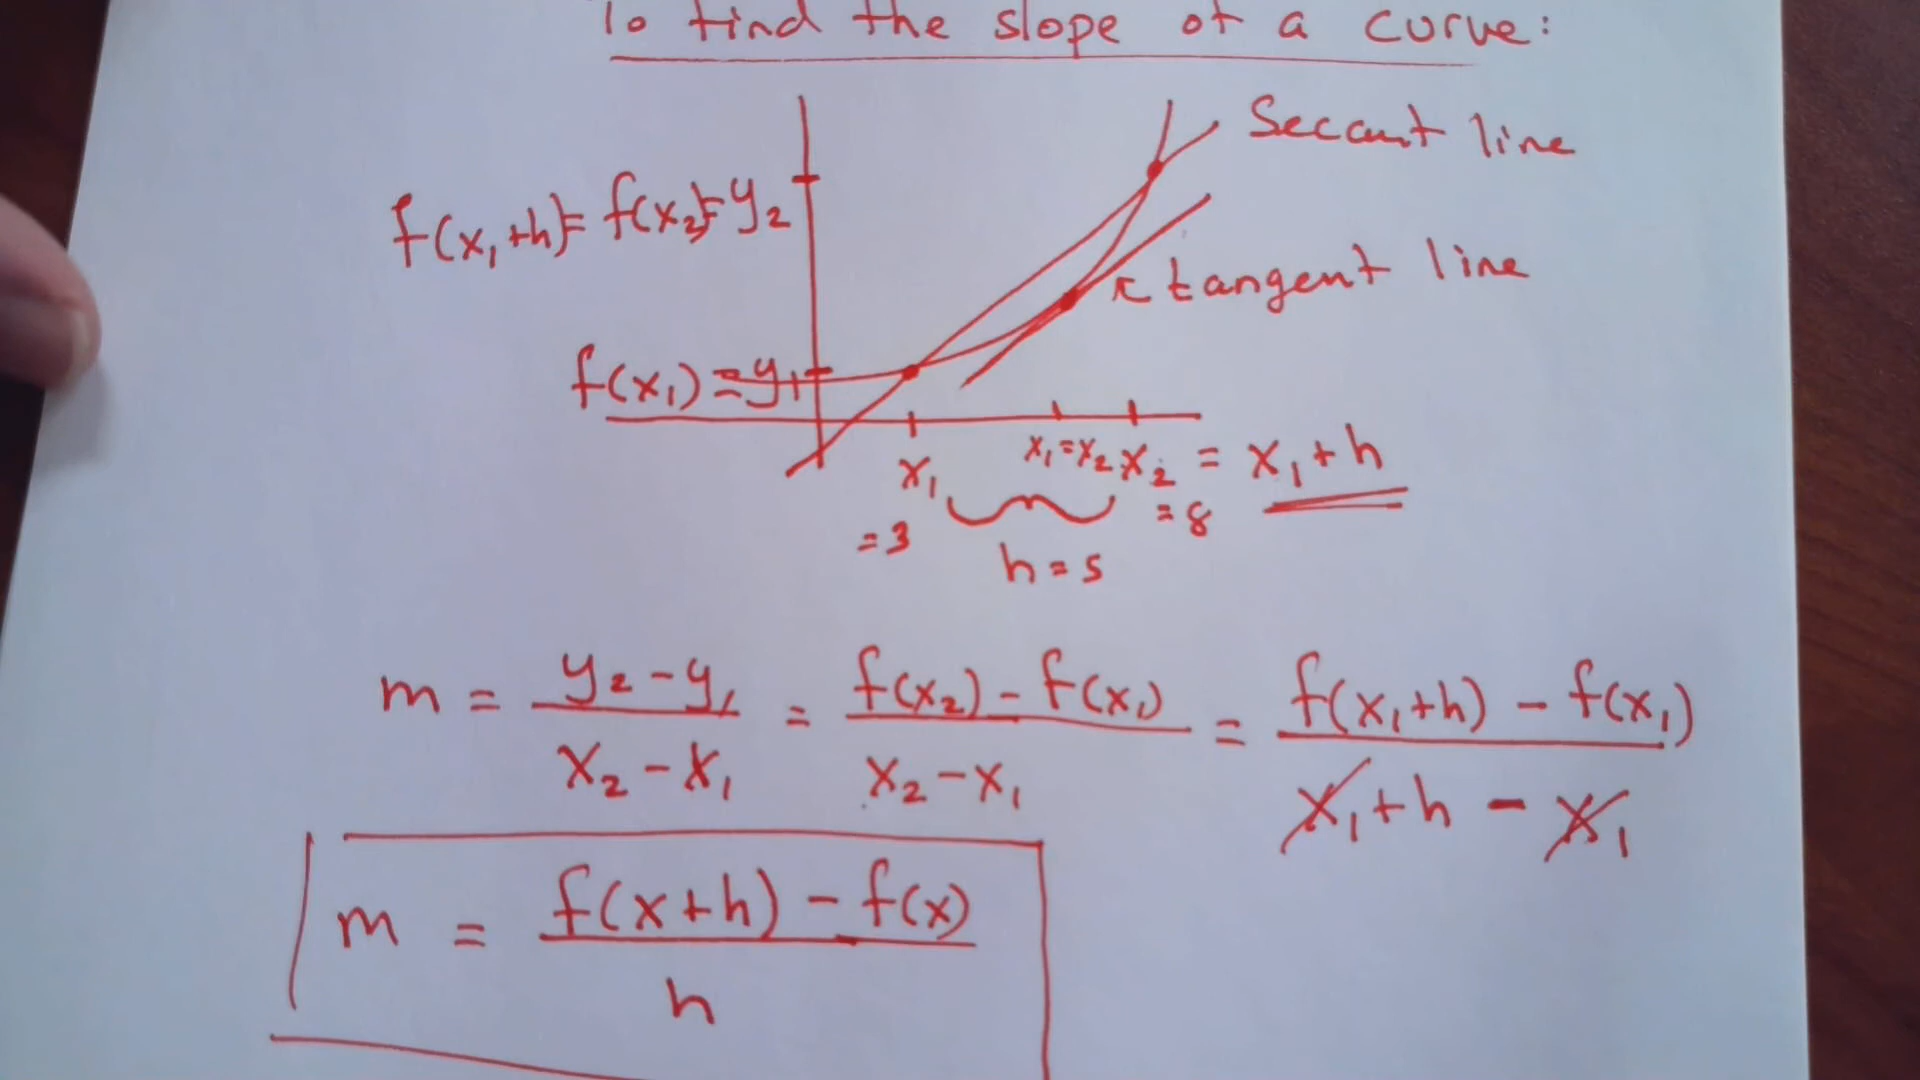 To find the slope of a curve:
Secant line
f(x₁+h)= f(x₂)=y₂
tangent line
f(x₁)=y₁
x₁ x₁=x₂ x₂ = x₁+h
=3 =8
h=5
m = y₂-y₁ / x₂-x₁ = f(x₂)-f(x₁) / x₂-x₁ = f(x₁+h) - f(x₁) / x₁+h - x₁
m = f(x+h) - f(x) / h